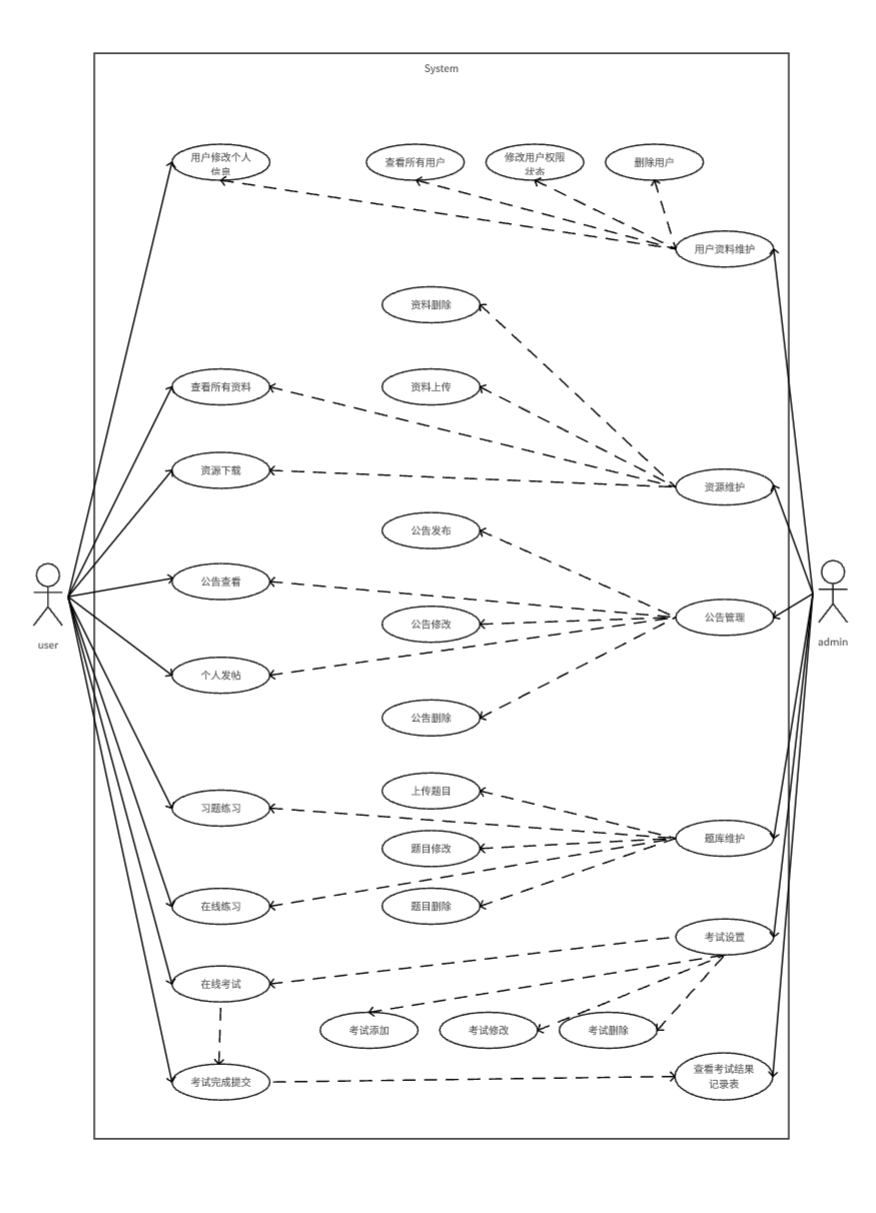 System
用户修改个人
信息
查看所有用户
修改用户权限
状态
删除用户
用户资料维护
资料删除
查看所有资料
资料上传
资源下载
资源维护
公告发布
公告查看
公告修改
公告管理
user
admin
个人发帖
公告删除
上传题目
习题练习
题目修改
题库维护
在线练习
题目删除
考试设置
在线考试
考试添加
考试修改
考试删除
考试完成提交
查看考试结果
记录表